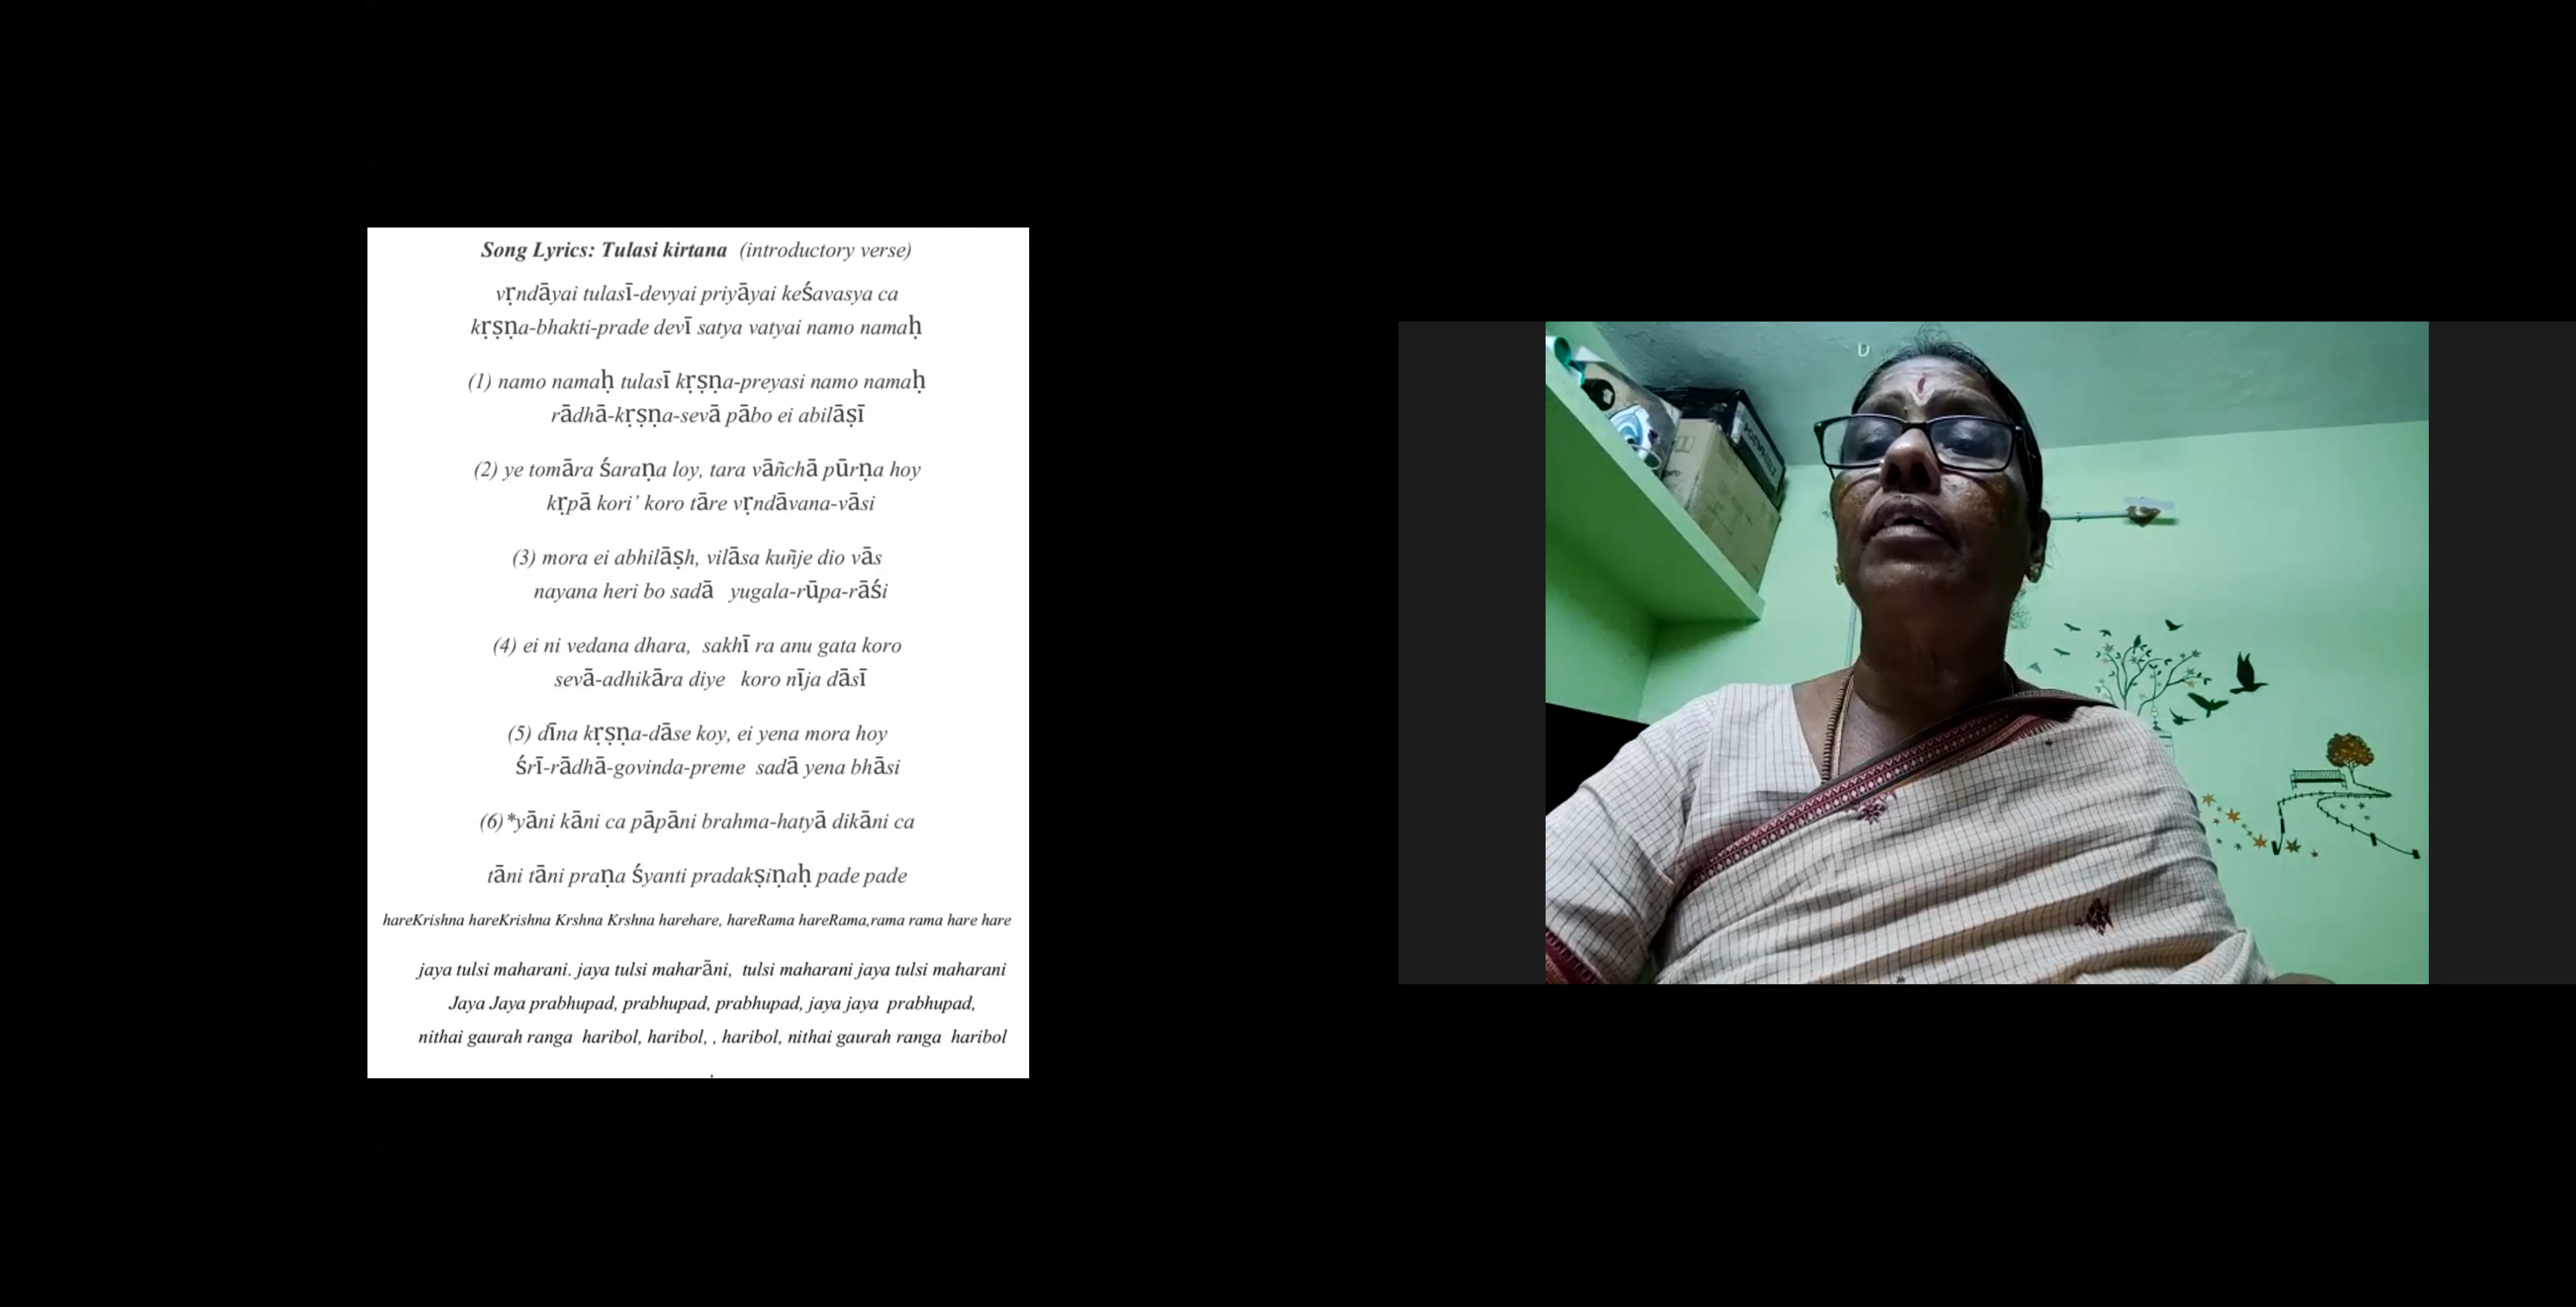 Song Lyrics: Tulasi kirtana (introductory verse)
vṛndāyai tulasī-devyai priyāyai keśavasya ca
kṛṣṇa-bhakti-prade devī satya vatyai namo namaḥ
(1) namo namaḥ tulasī kṛṣṇa-preyasi namo namaḥ
rādhā-kṛṣṇa-sevā pābo ei abilāṣī
(2) ye tomāra śaraṇa loy, tara vāñchā pūrṇa hoy
kṛpā kori’ koro tāre vṛndāvana-vāsi
(3) mora ei abhilāṣh, vilāsa kuñje dio vās
nayana heri bo sadā yugala-rūpa-rāśi
(4) ei ni vedana dhara, sakhī ra anu gata koro
sevā-adhikāra diye koro nīja dāsī
(5) dīna kṛṣṇa-dāse koy, ei yena mora hoy
śrī-rādhā-govinda-preme sadā yena bhāsi
(6)*yāni kāni ca pāpāni brahma-hatyā dikāni ca
tāni tāni praṇa śyanti pradakṣiṇaḥ pade pade
hareKrishna hareKrishna Krshna Krshna harehare, hareRama hareRama,rama rama hare hare
jaya tulsi maharani. jaya tulsi maharāni, tulsi maharani jaya tulsi maharani
Jaya Jaya prabhupad, prabhupad, prabhupad, jaya jaya prabhupad,
nithai gaurah ranga haribol, haribol, , haribol, nithai gaurah ranga haribol